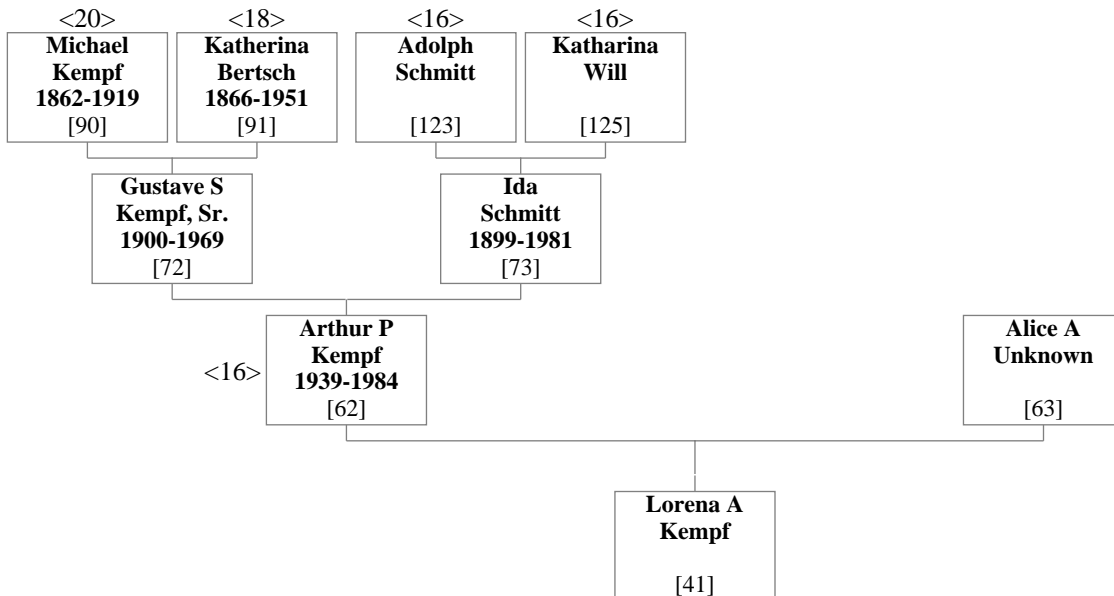 <20>
<18>
<16>
<16>
Michael
Kempf
1862-1919
[90]
Katherina
Bertsch
1866-1951
[91]
Adolph
Schmitt
[123]
Katharina
Will
[125]
Gustave S
Kempf, Sr.
1900-1969
[72]
Ida
Schmitt
1899-1981
[73]
<16>
Arthur P
Kempf
1939-1984
[62]
Alice A
Unknown
[63]
Lorena A
Kempf
[41]